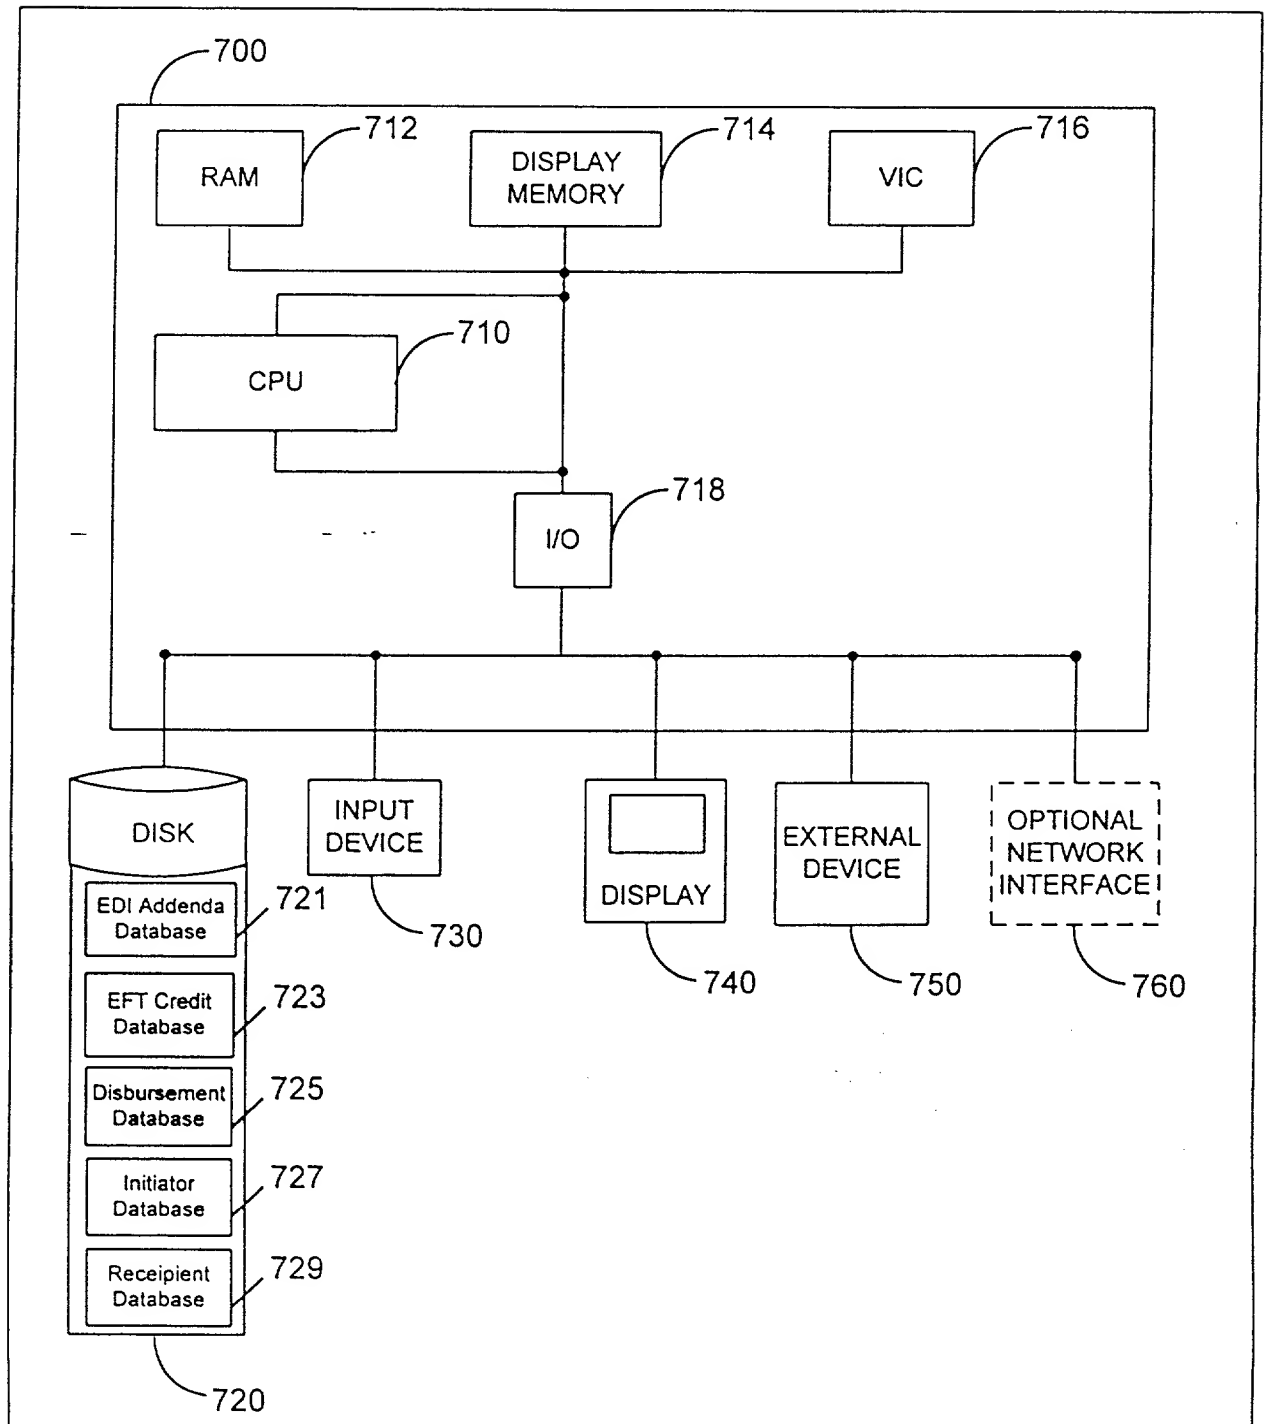 700
712
714
716
RAM
DISPLAY
MEMORY
VIC
710
CPU
718
I/O
DISK
INPUT
DEVICE
DISPLAY
EXTERNAL
DEVICE
OPTIONAL
NETWORK
INTERFACE
730
740
750
760
EDI Addenda
Database
721
EFT Credit
Database
723
Disbursement
Database
725
Initiator
Database
727
Receipient
Database
729
720